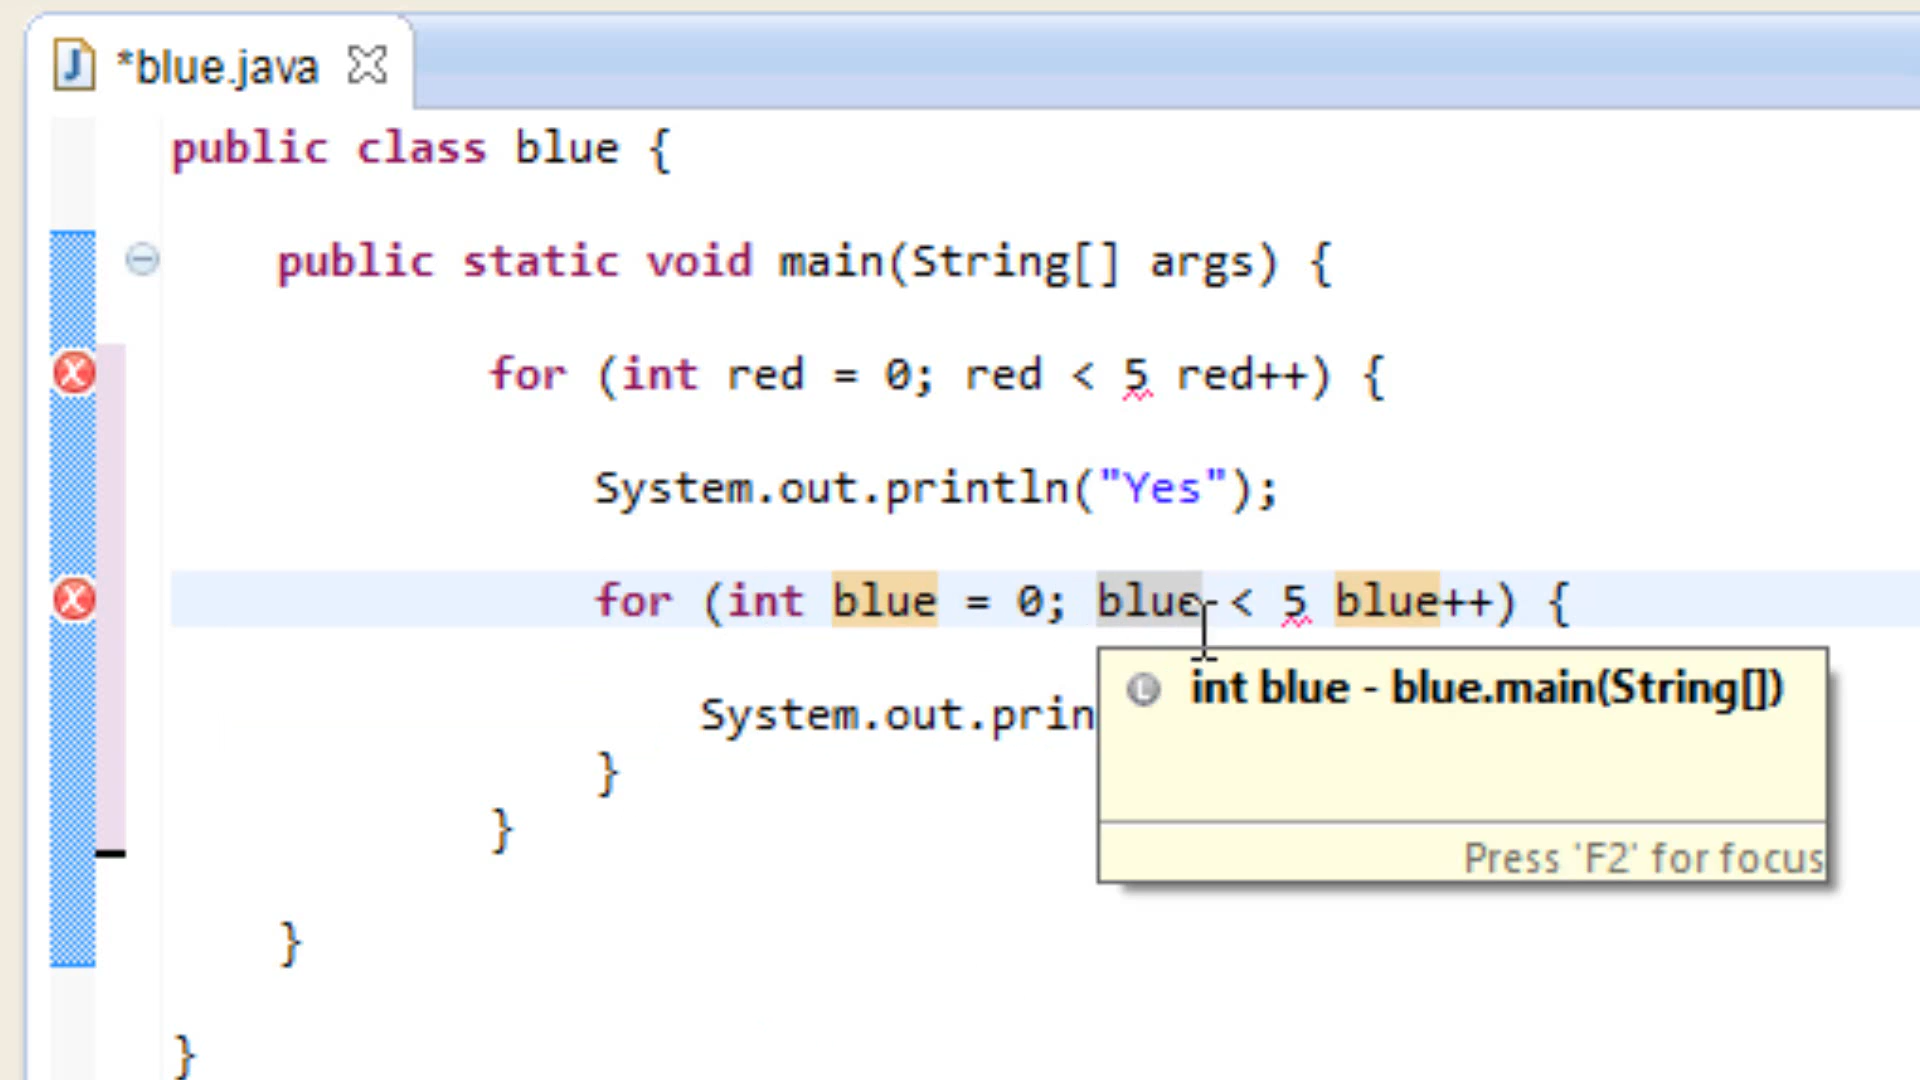 *blue.java
public class blue {
public static void main(String[] args) {
for (int red = 0; red < 5 red++) {
System.out.println("Yes");
for (int blue = 0; blue < 5 blue++) {
int blue - blue.main(String[])
System.out.prin
}
}
Press 'F2' for focus
}
}